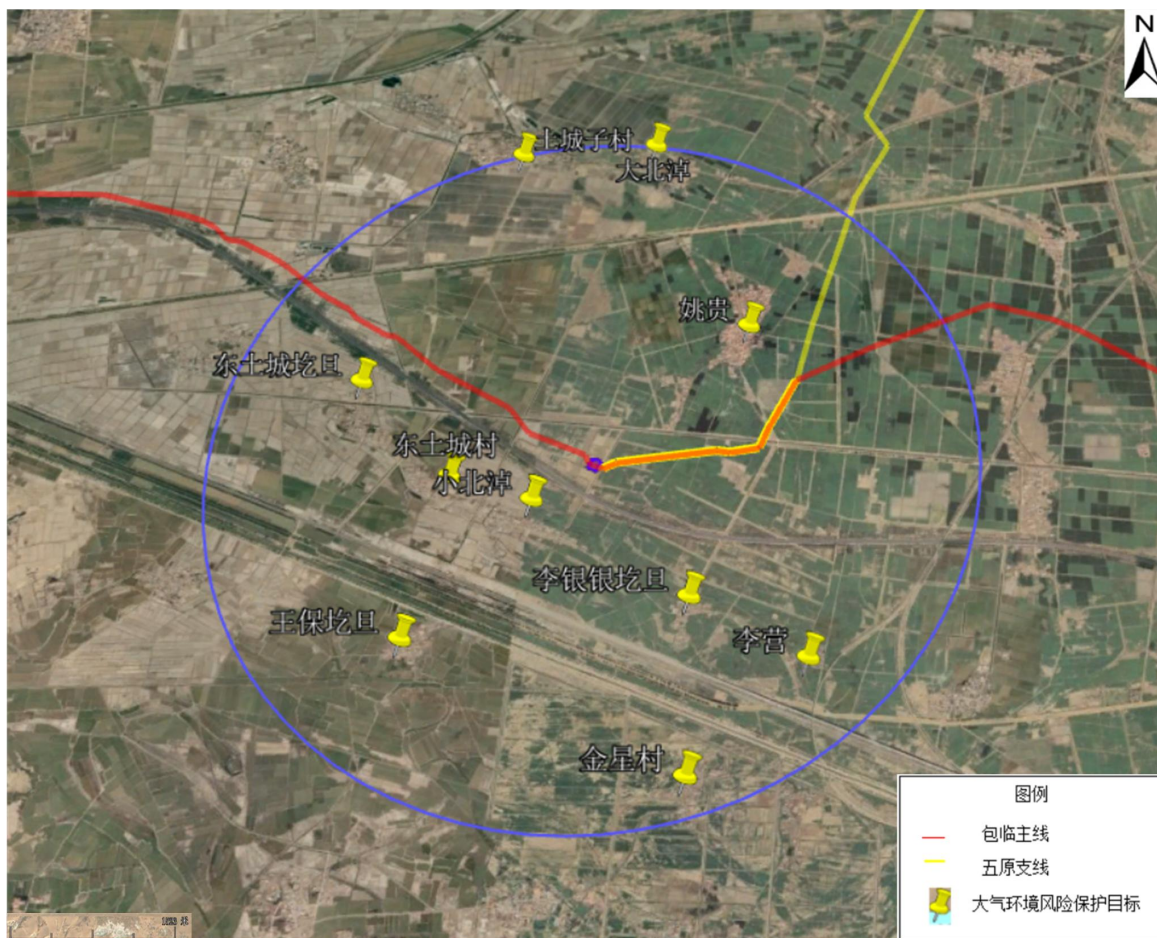 N
土城子村
大北淖
姚贵
东土城圪旦
东土城村
小北淖
李银银圪旦
王保圪旦
李营
金星村
图例
包临主线
五原支线
大气环境风险保护目标